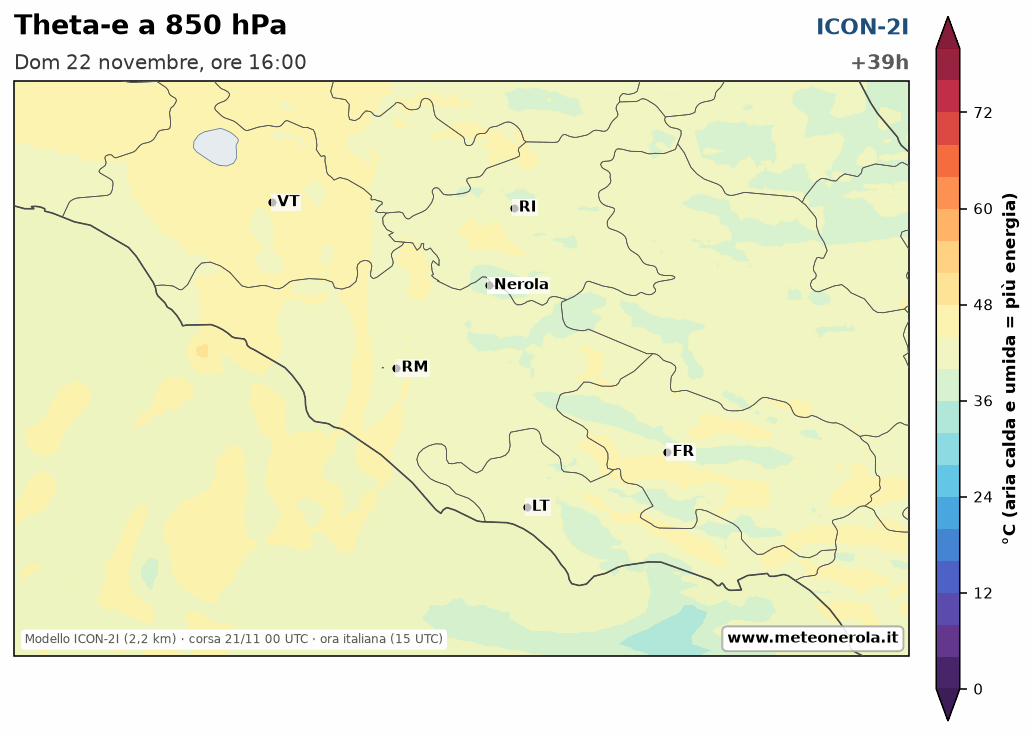 Theta-e a 850 hPa
ICON-2I
Dom 22 novembre, ore 16:00
+39h
VT
RI
Nerola
RM
FR
LT
72
60
48
36
24
12
0
°C (aria calda e umida = più energia)
Modello ICON-2I (2,2 km) · corsa 21/11 00 UTC · ora italiana (15 UTC)
www.meteonerola.it